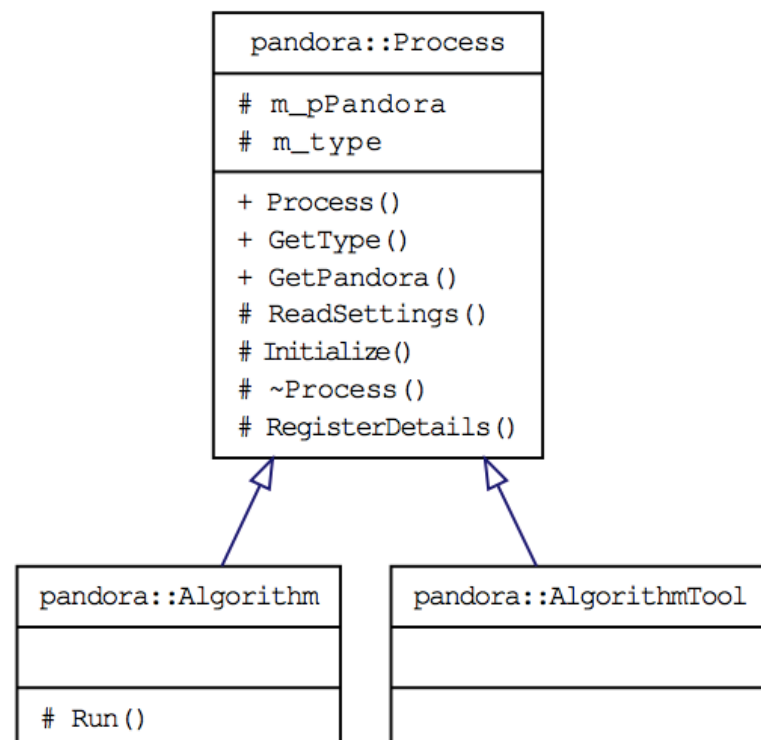 pandora::Process
# m_pPandora
# m_type
+ Process()
+ GetType()
+ GetPandora()
# ReadSettings()
# Initialize()
# ~Process()
# RegisterDetails()
pandora::Algorithm
# Run()
pandora::AlgorithmTool